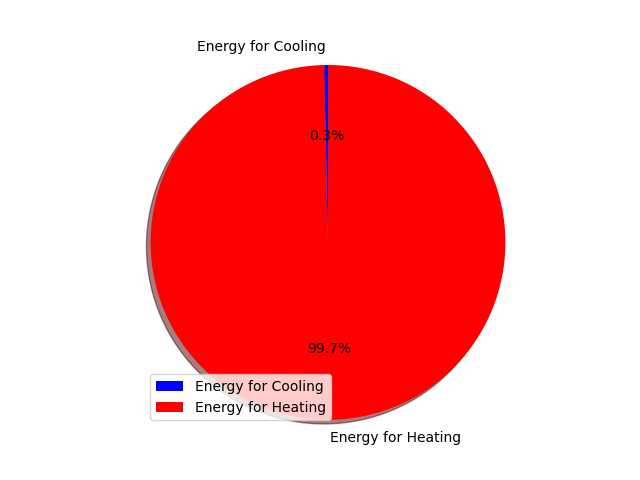 Energy for Cooling
0.3%
99.7%
Energy for Cooling
Energy for Heating
Energy for Heating